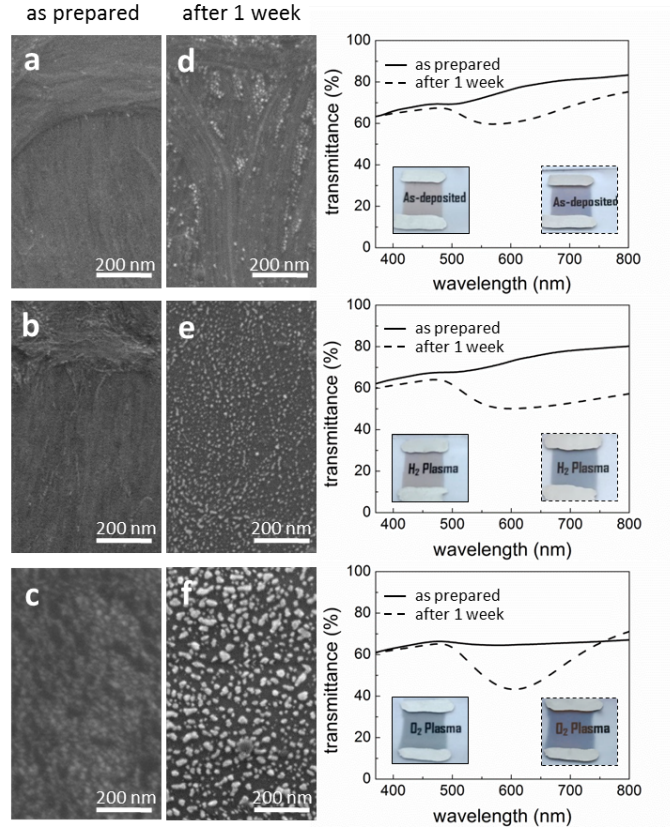 as prepared
after 1 week
a
d
200 nm
200 nm
transmittance (%)
100
80
60
40
20
0
as prepared
after 1 week
As-deposited
As-deposited
400
500
600
700
800
wavelength (nm)
b
e
200 nm
200 nm
transmittance (%)
100
80
60
40
20
0
as prepared
after 1 week
H₂ Plasma
H₂ Plasma
400
500
600
700
800
wavelength (nm)
c
f
200 nm
200 nm
transmittance (%)
100
80
60
40
20
0
as prepared
after 1 week
O₂ Plasma
O₂ Plasma
400
500
600
700
800
wavelength (nm)